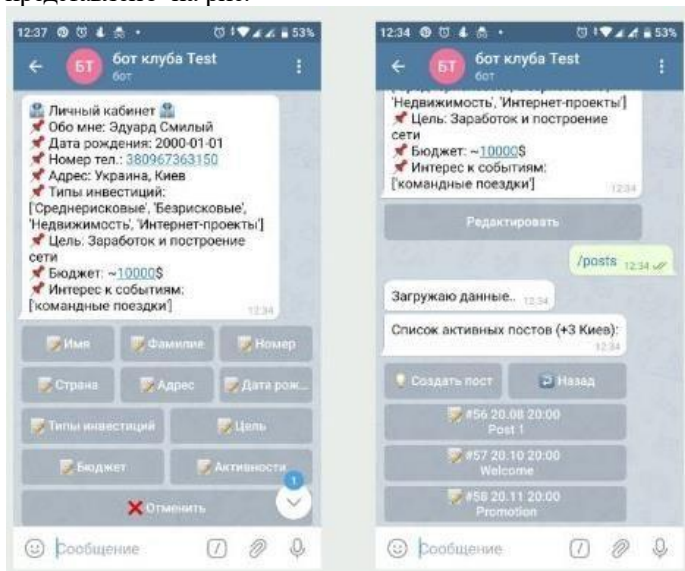 12:37
53%
БТ
бот клуба Test
бот
Личный кабинет
Обо мне: Эдуард Смилый
Дата рождения: 2000-01-01
Номер тел.: 380967363150
Адрес: Украина, Киев
Типы инвестиций:
['Среднерисковые', 'Безрисковые',
'Недвижимость', 'Интернет-проекты']
Цель: Заработок и построение
сети
Бюджет: ~10000$
Интерес к событиям:
['командные поездки']
12:34
Имя Фамилие Номер
Страна Адрес Дата рож...
Типы инвестиций Цель
Бюджет Активности
1
Отменить
Сообщение
12:34
53%
БТ
бот клуба Test
бот
'Недвижимость', 'Интернет-проекты']
Цель: Заработок и построение
сети
Бюджет: ~10000$
Интерес к событиям:
['командные поездки']
12:34
Редактировать
/posts 12:34
Загружаю данные.. 12:34
Список активных постов (+3 Киев):
12:34
Создать пост Назад
#56 20.08 20:00
Post 1
#57 20.10 20:00
Welcome
#58 20.11 20:00
Promotion
Сообщение